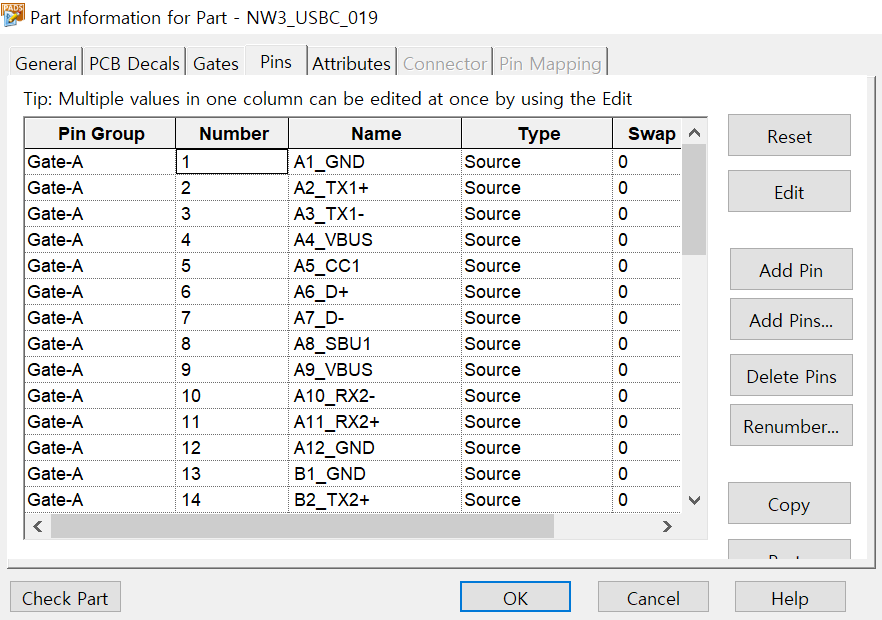 PADS
Part Information for Part - NW3_USBC_019
General PCB Decals Gates Pins Attributes Connector Pin Mapping
Tip: Multiple values in one column can be edited at once by using the Edit
Pin Group Number Name Type Swap
Gate-A 1 A1_GND Source 0
Gate-A 2 A2_TX1+ Source 0
Gate-A 3 A3_TX1- Source 0
Gate-A 4 A4_VBUS Source 0
Gate-A 5 A5_CC1 Source 0
Gate-A 6 A6_D+ Source 0
Gate-A 7 A7_D- Source 0
Gate-A 8 A8_SBU1 Source 0
Gate-A 9 A9_VBUS Source 0
Gate-A 10 A10_RX2- Source 0
Gate-A 11 A11_RX2+ Source 0
Gate-A 12 A12_GND Source 0
Gate-A 13 B1_GND Source 0
Gate-A 14 B2_TX2+ Source 0
Reset
Edit
Add Pin
Add Pins...
Delete Pins
Renumber...
Copy
Check Part OK Cancel Help